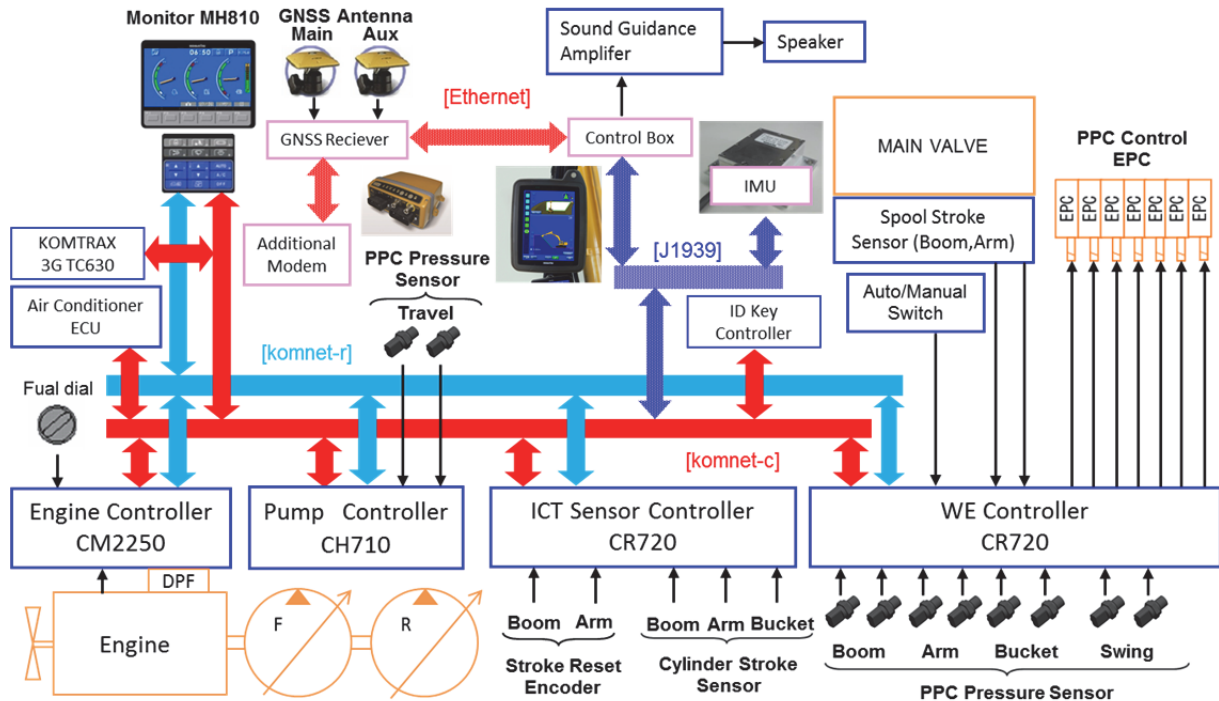 Monitor MH810
GNSS Antenna
Main Aux
06:50
P
Sound Guidance
Amplifer
Speaker
[Ethernet]
GNSS Reciever
Control Box
MAIN VALVE
PPC Control
EPC
IMU
EPC
EPC
EPC
EPC
EPC
EPC
EPC
Spool Stroke
Sensor (Boom,Arm)
KOMTRAX
3G TC630
Additional
Modem
PPC Pressure
Sensor
Travel
[J1939]
Auto/Manual
Switch
Air Conditioner
ECU
ID Key
Controller
[komnet-r]
Fual dial
[komnet-c]
Engine Controller
CM2250
Pump Controller
CH710
ICT Sensor Controller
CR720
WE Controller
CR720
DPF
Engine
F
R
Boom Arm
Stroke Reset
Encoder
Boom Arm Bucket
Cylinder Stroke
Sensor
Boom Arm Bucket Swing
PPC Pressure Sensor